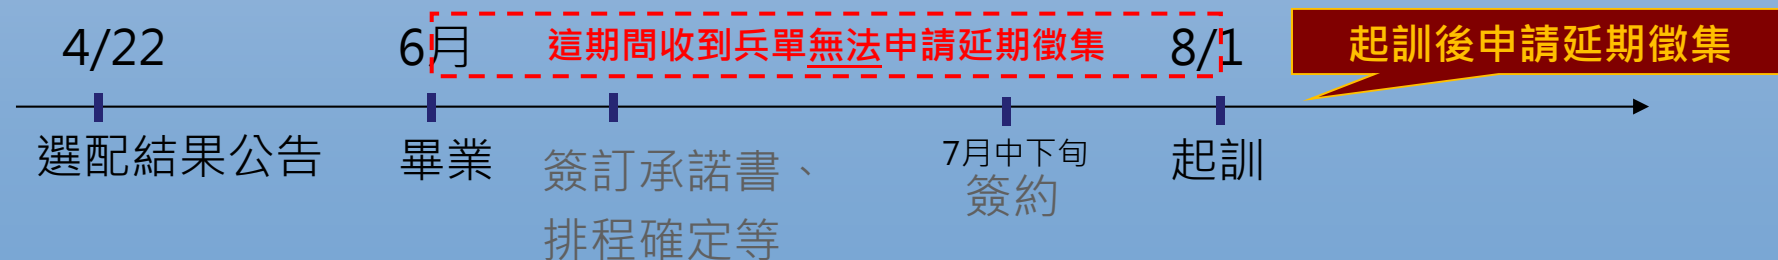 4/22
6月
這期間收到兵單無法申請延期徵集
8/1
起訓後申請延期徵集
選配結果公告
畢業
簽訂承諾書、
排程確定等
7月中下旬
簽約
起訓